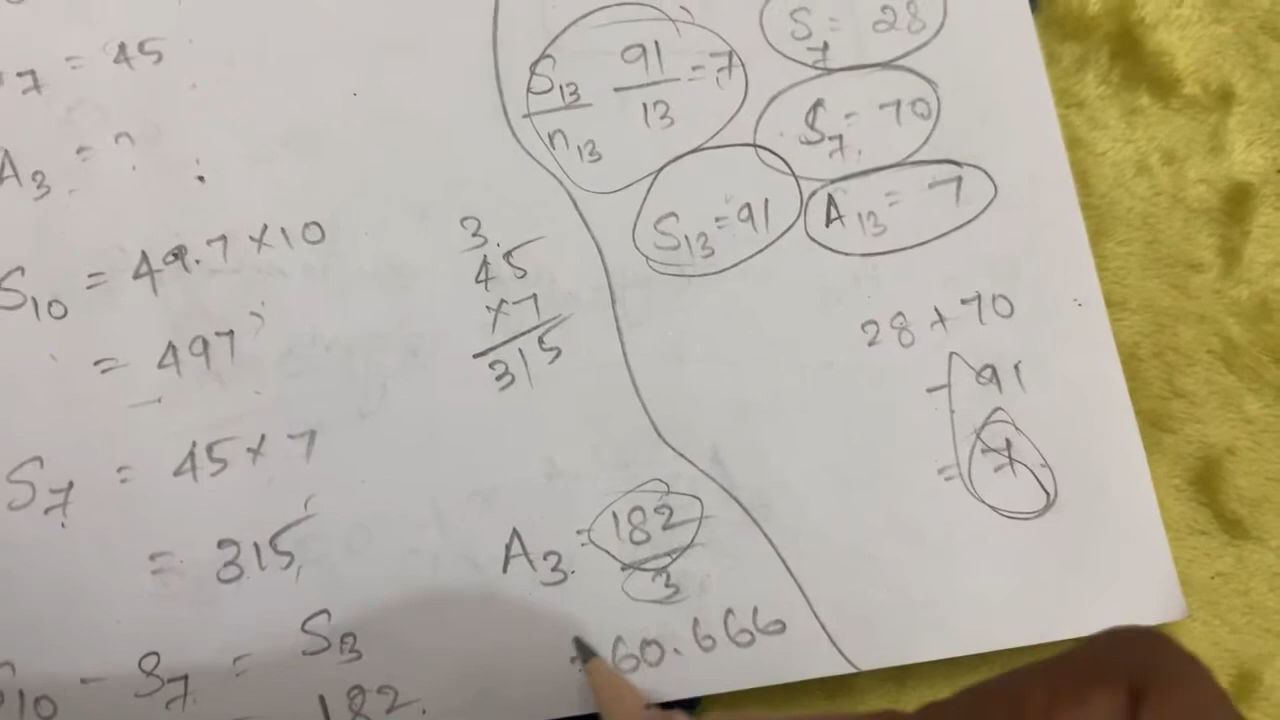 7 = 45
A3 = ?
S10 = 49.7 × 10
= 497
S7 = 45 × 7
= 315
10 - S7 = S3
182.
3
45
×7
315
A3 = 182
3
60.666
S13 91 = 7
n13 13
S7 = 28
S7 = 70
S13 = 91
A13 = 7
28 + 70
- 91
= 7